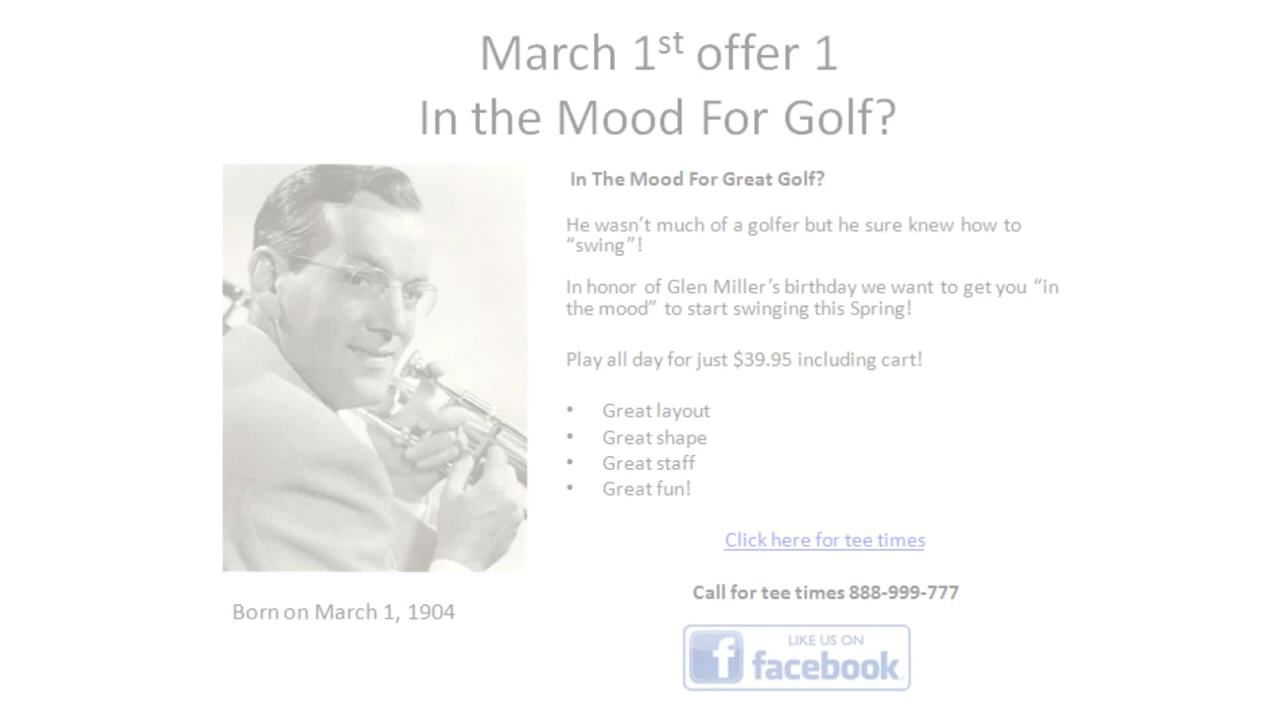 March 1st offer 1
In the Mood For Golf?
In The Mood For Great Golf?
He wasn’t much of a golfer but he sure knew how to
“swing”!
In honor of Glen Miller’s birthday we want to get you “in
the mood” to start swinging this Spring!
Play all day for just $39.95 including cart!
• Great layout
• Great shape
• Great staff
• Great fun!
Click here for tee times
Call for tee times 888-999-777
Born on March 1, 1904
LIKE US ON
f facebook